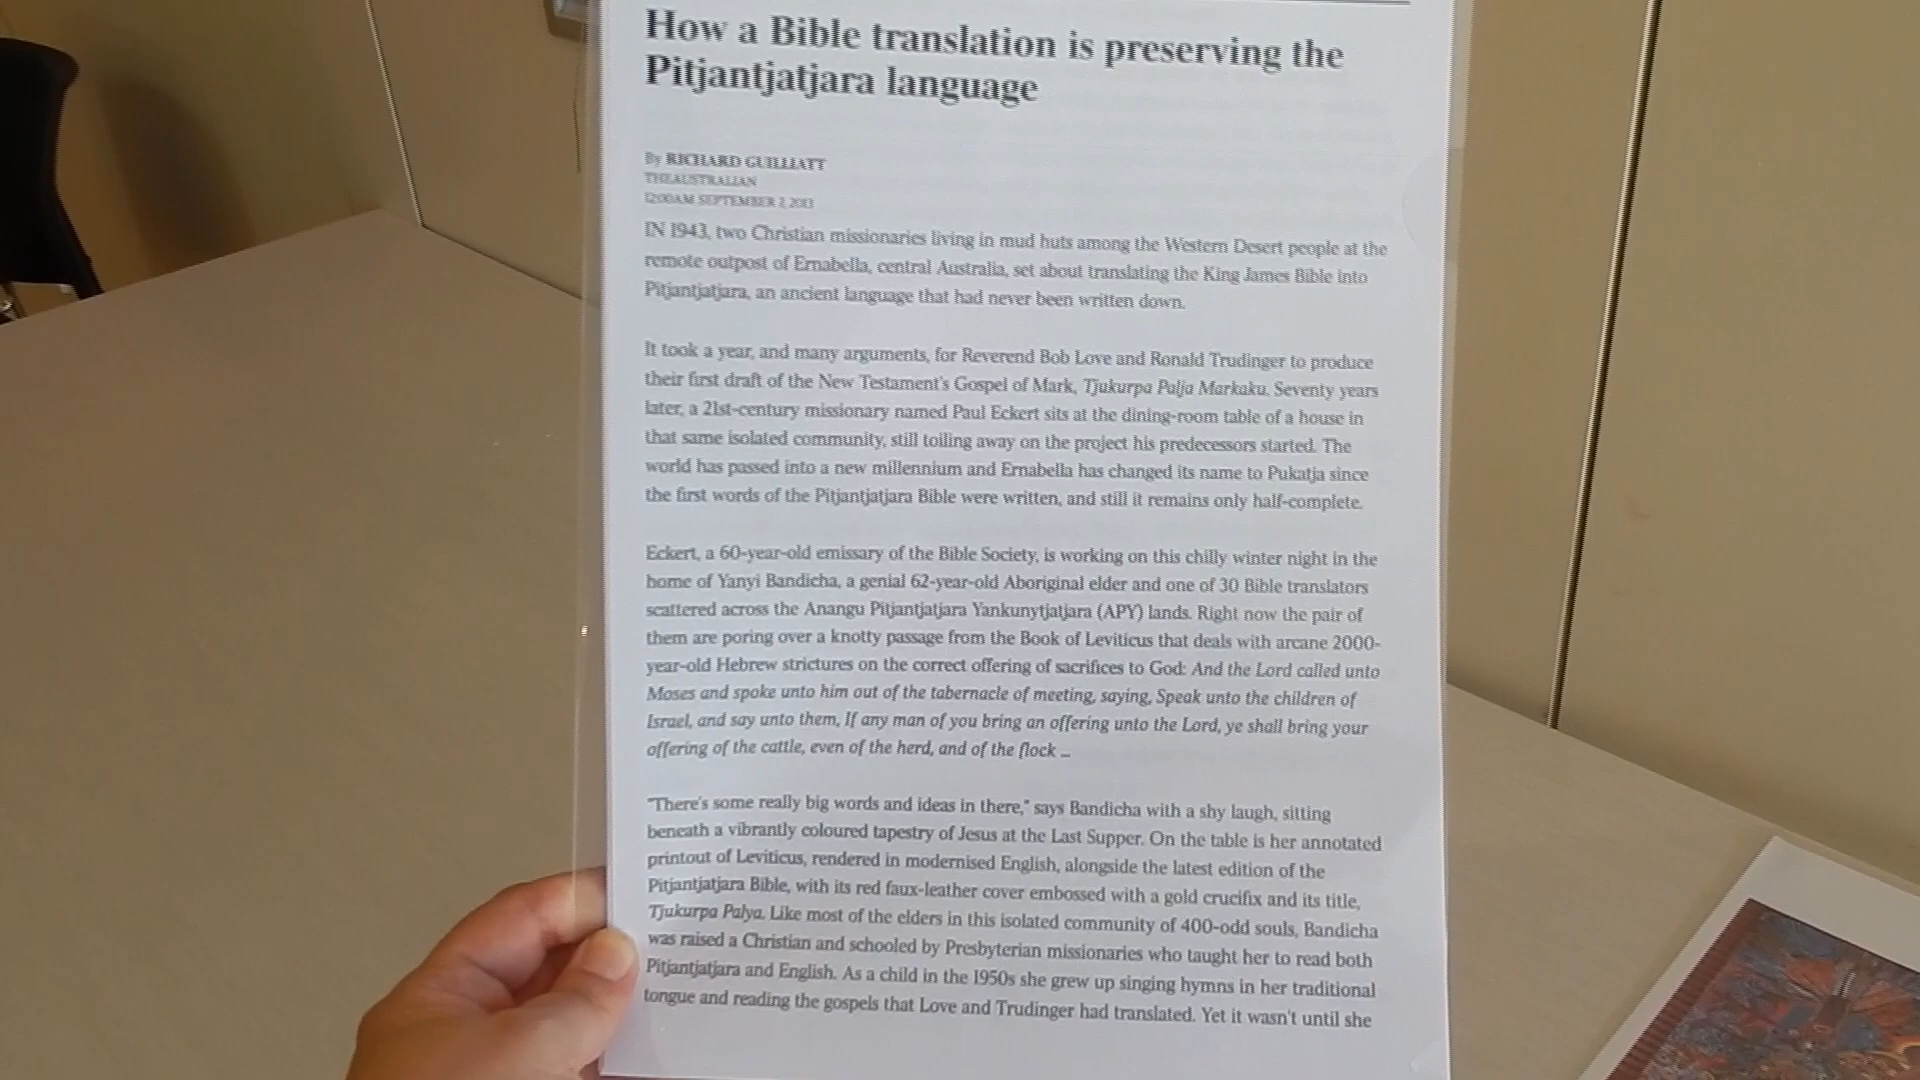 How a Bible translation is preserving the
Pitjantjatjara language
By RICHARD GUILLIATT
THEAUSTRALIAN
12:00AM SEPTEMBER 7, 2013
IN 1943, two Christian missionaries living in mud huts among the Western Desert people at the
remote outpost of Ernabella, central Australia, set about translating the King James Bible into
Pitjantjatjara, an ancient language that had never been written down.
It took a year, and many arguments, for Reverend Bob Love and Ronald Trudinger to produce
their first draft of the New Testament's Gospel of Mark, Tjukurpa Palja Markaku. Seventy years
later, a 21st-century missionary named Paul Eckert sits at the dining-room table of a house in
that same isolated community, still toiling away on the project his predecessors started. The
world has passed into a new millennium and Ernabella has changed its name to Pukatja since
the first words of the Pitjantjatjara Bible were written, and still it remains only half-complete.
Eckert, a 60-year-old emissary of the Bible Society, is working on this chilly winter night in the
home of Yanyi Bandicha, a genial 62-year-old Aboriginal elder and one of 30 Bible translators
scattered across the Anangu Pitjantjatjara Yankunytjatjara (APY) lands. Right now the pair of
them are poring over a knotty passage from the Book of Leviticus that deals with arcane 2000-
year-old Hebrew strictures on the correct offering of sacrifices to God: And the Lord called unto
Moses and spoke unto him out of the tabernacle of meeting, saying, Speak unto the children of
Israel, and say unto them, If any man of you bring an offering unto the Lord, ye shall bring your
offering of the cattle, even of the herd, and of the flock ...
"There's some really big words and ideas in there," says Bandicha with a shy laugh, sitting
beneath a vibrantly coloured tapestry of Jesus at the Last Supper. On the table is her annotated
printout of Leviticus, rendered in modernised English, alongside the latest edition of the
Pitjantjatjara Bible, with its red faux-leather cover embossed with a gold crucifix and its title,
Tjukurpa Palya. Like most of the elders in this isolated community of 400-odd souls, Bandicha
was raised a Christian and schooled by Presbyterian missionaries who taught her to read both
Pitjantjatjara and English. As a child in the 1950s she grew up singing hymns in her traditional
tongue and reading the gospels that Love and Trudinger had translated. Yet it wasn't until she